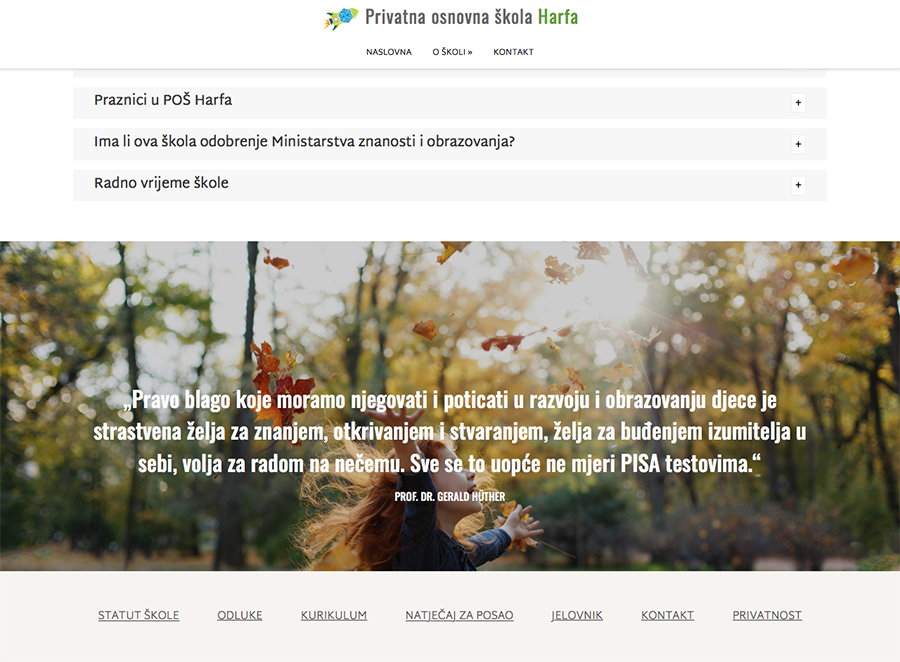 Privatna osnovna škola Harfa
NASLOVNA O ŠKOLI » KONTAKT
Praznici u POŠ Harfa +
Ima li ova škola odobrenje Ministarstva znanosti i obrazovanja? +
Radno vrijeme škole +
„Pravo blago koje moramo njegovati i poticati u razvoju i obrazovanju djece je
strastvena želja za znanjem, otkrivanjem i stvaranjem, želja za buđenjem izumitelja u
sebi, volja za radom na nečemu. Sve se to uopće ne mjeri PISA testovima.“
PROF. DR. GERALD HÜTHER
STATUT ŠKOLE ODLUKE KURIKULUM NATJEČAJ ZA POSAO JELOVNIK KONTAKT PRIVATNOST